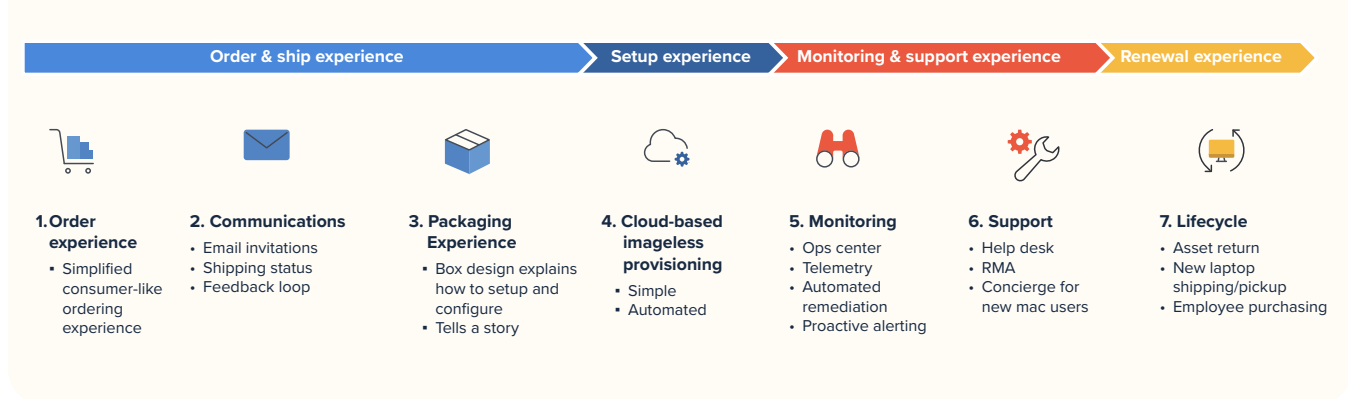 Order & ship experience
Setup experience
Monitoring & support experience
Renewal experience
1. Order
experience
▪ Simplified
consumer-like
ordering
experience
2. Communications
• Email invitations
• Shipping status
• Feedback loop
3. Packaging
Experience
▪ Box design explains
how to setup and
configure
▪ Tells a story
4. Cloud-based
imageless
provisioning
▪ Simple
▪ Automated
5. Monitoring
• Ops center
• Telemetry
• Automated
remediation
• Proactive alerting
6. Support
• Help desk
• RMA
• Concierge for
new mac users
7. Lifecycle
• Asset return
• New laptop
shipping/pickup
• Employee purchasing